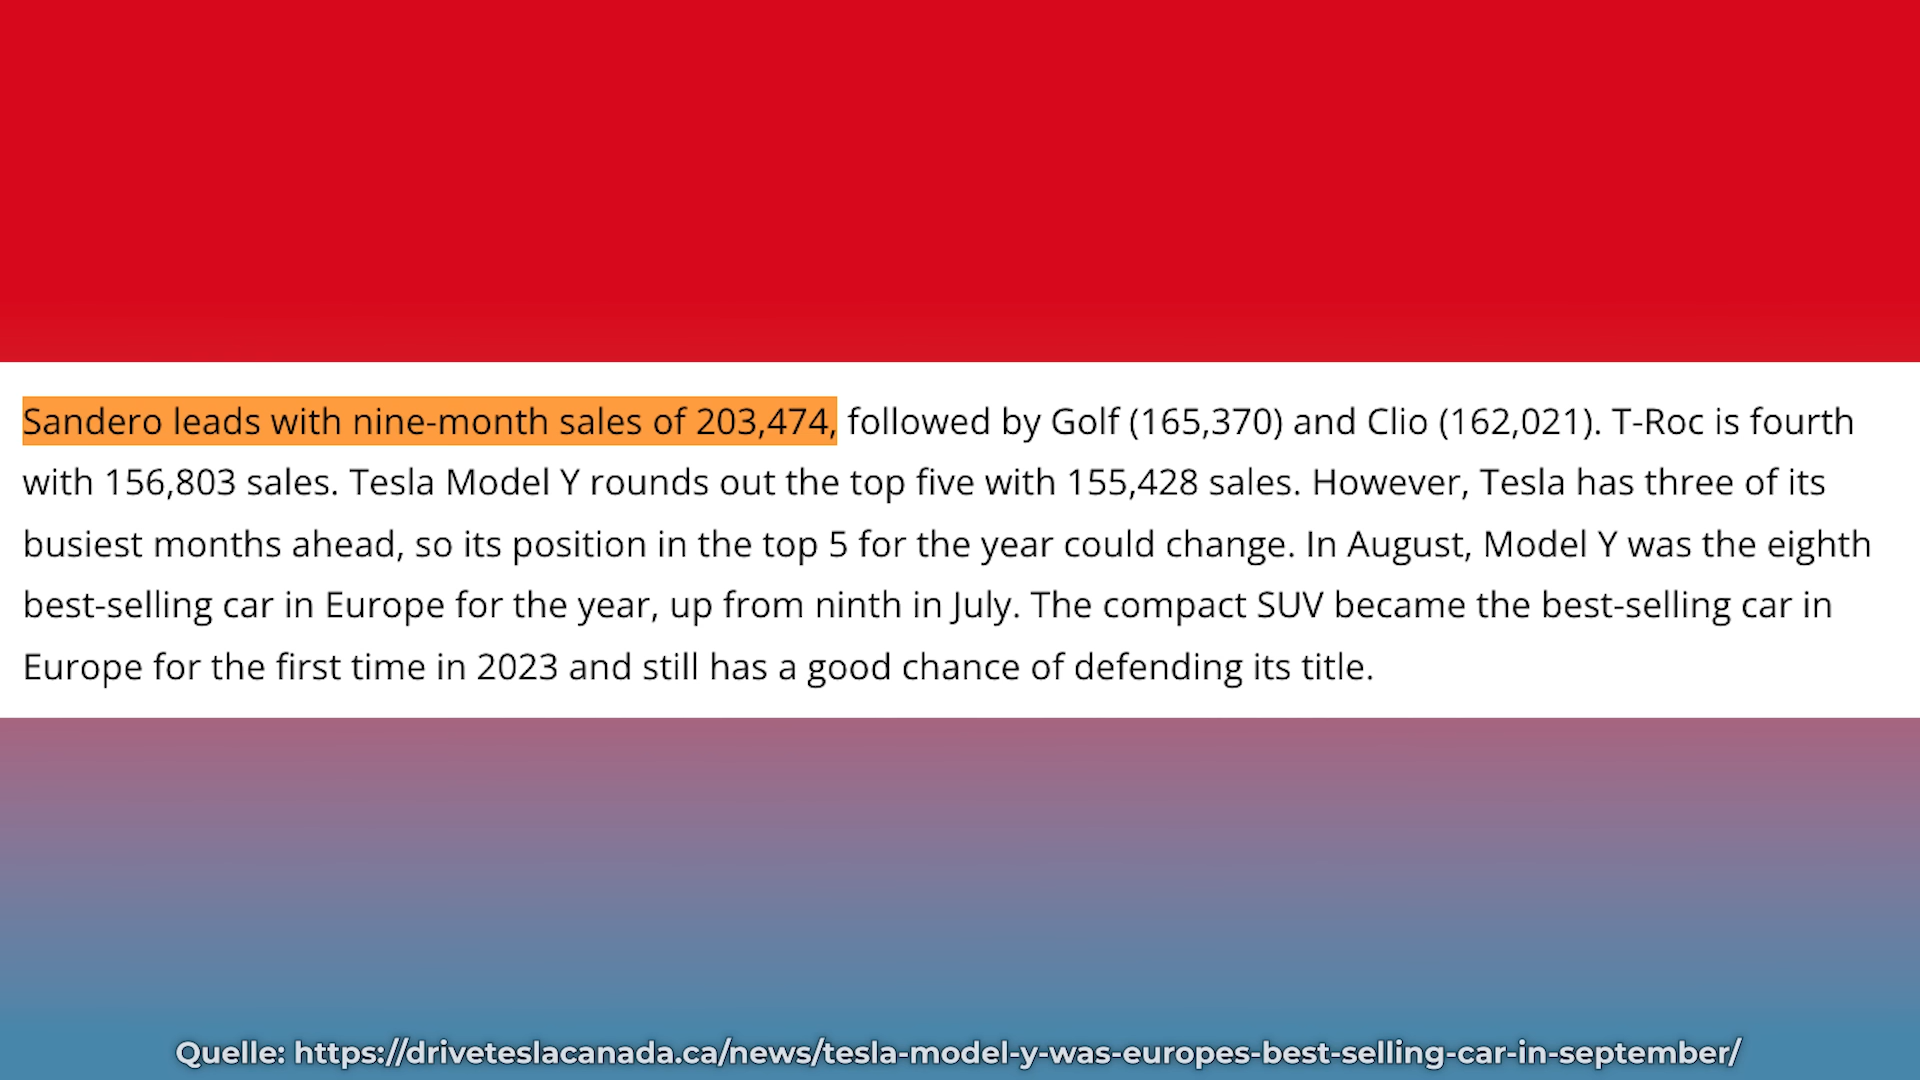 Sandero leads with nine-month sales of 203,474, followed by Golf (165,370) and Clio (162,021). T-Roc is fourth
with 156,803 sales. Tesla Model Y rounds out the top five with 155,428 sales. However, Tesla has three of its
busiest months ahead, so its position in the top 5 for the year could change. In August, Model Y was the eighth
best-selling car in Europe for the year, up from ninth in July. The compact SUV became the best-selling car in
Europe for the first time in 2023 and still has a good chance of defending its title.
Quelle: https://driveteslacanada.ca/news/tesla-model-y-was-europes-best-selling-car-in-september/